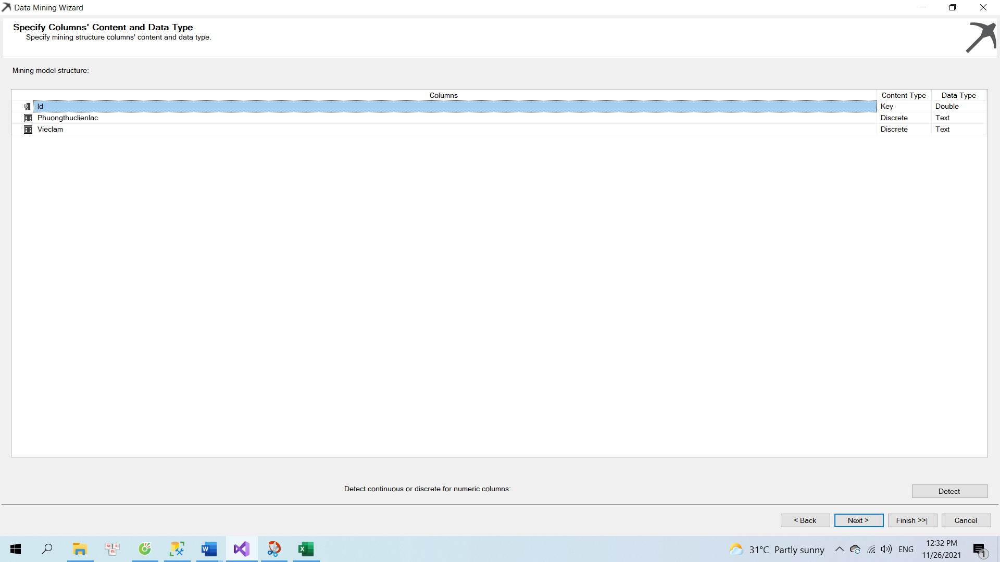 Data Mining Wizard
Specify Columns' Content and Data Type
Specify mining structure columns' content and data type.
Mining model structure:
Columns Content Type Data Type
Id Key Double
Phuongthuclienlac Discrete Text
Vieclam Discrete Text
Detect continuous or discrete for numeric columns:
Detect
< Back Next > Finish >>| Cancel
31°C Partly sunny ENG
12:32 PM
11/26/2021
1